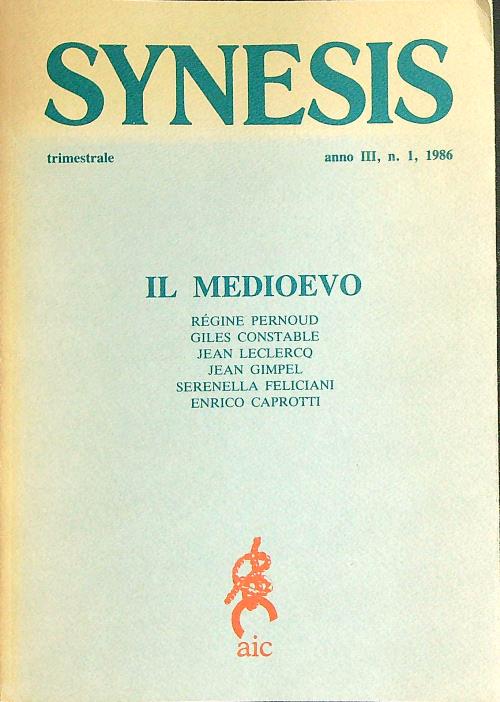 SYNESIS
trimestrale anno III, n. 1, 1986
IL MEDIOEVO
RÉGINE PERNOUD
GILES CONSTABLE
JEAN LECLERCQ
JEAN GIMPEL
SERENELLA FELICIANI
ENRICO CAPROTTI
aic